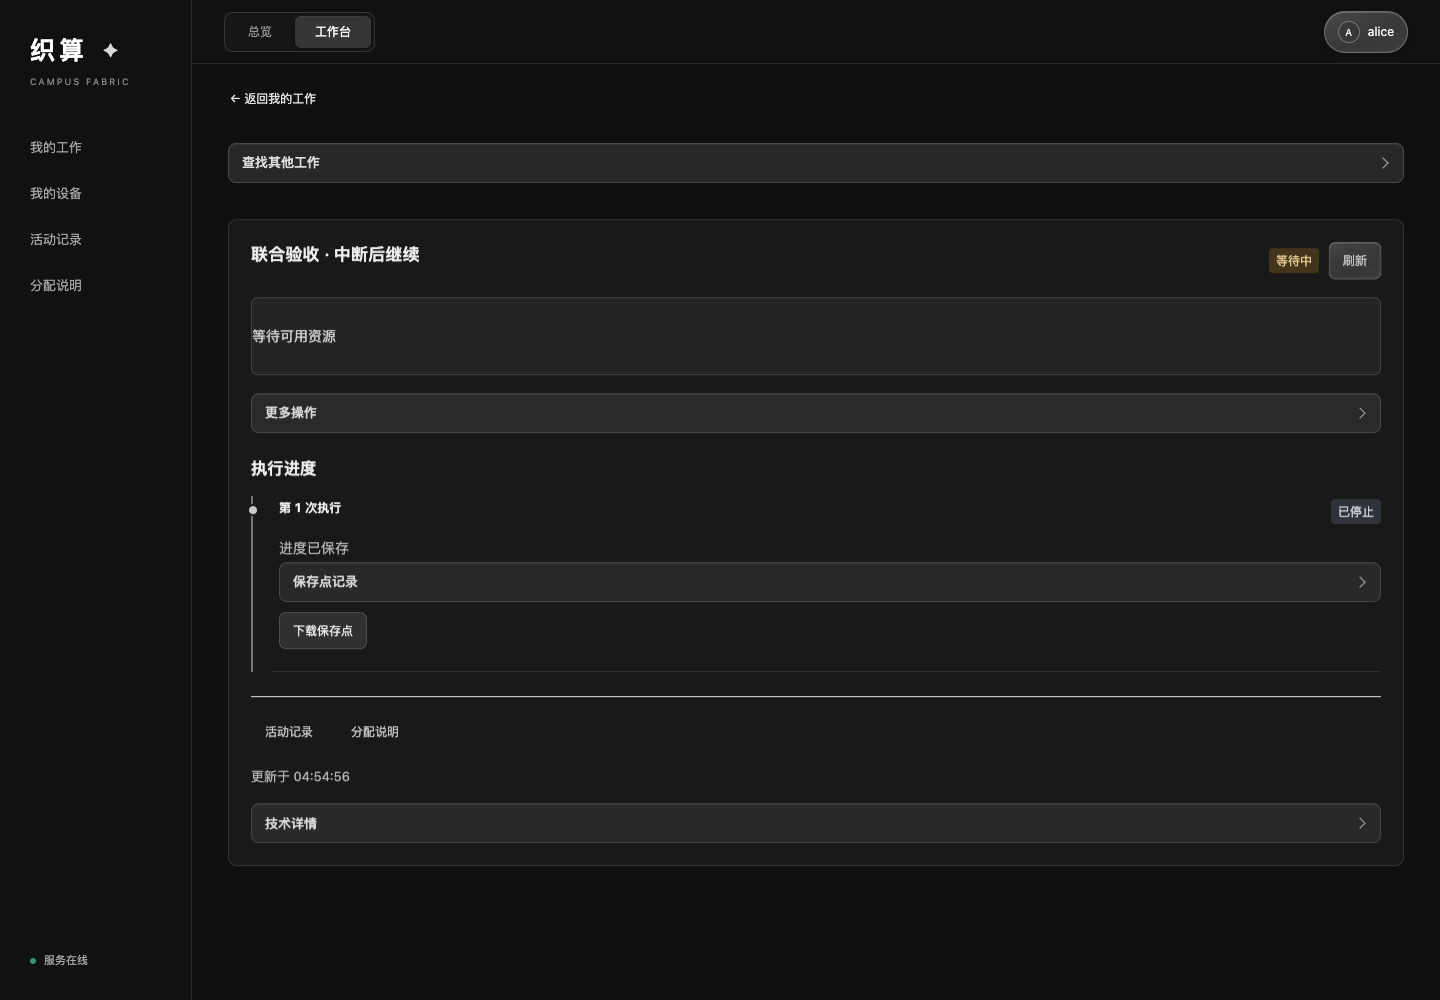 织算
CAMPUS FABRIC
总览
工作台
A
alice
我的工作
我的设备
活动记录
分配说明
服务在线
← 返回我的工作
查找其他工作
联合验收 · 中断后继续
等待中
刷新
等待可用资源
更多操作
执行进度
第 1 次执行
已停止
进度已保存
保存点记录
下载保存点
活动记录
分配说明
更新于 04:54:56
技术详情